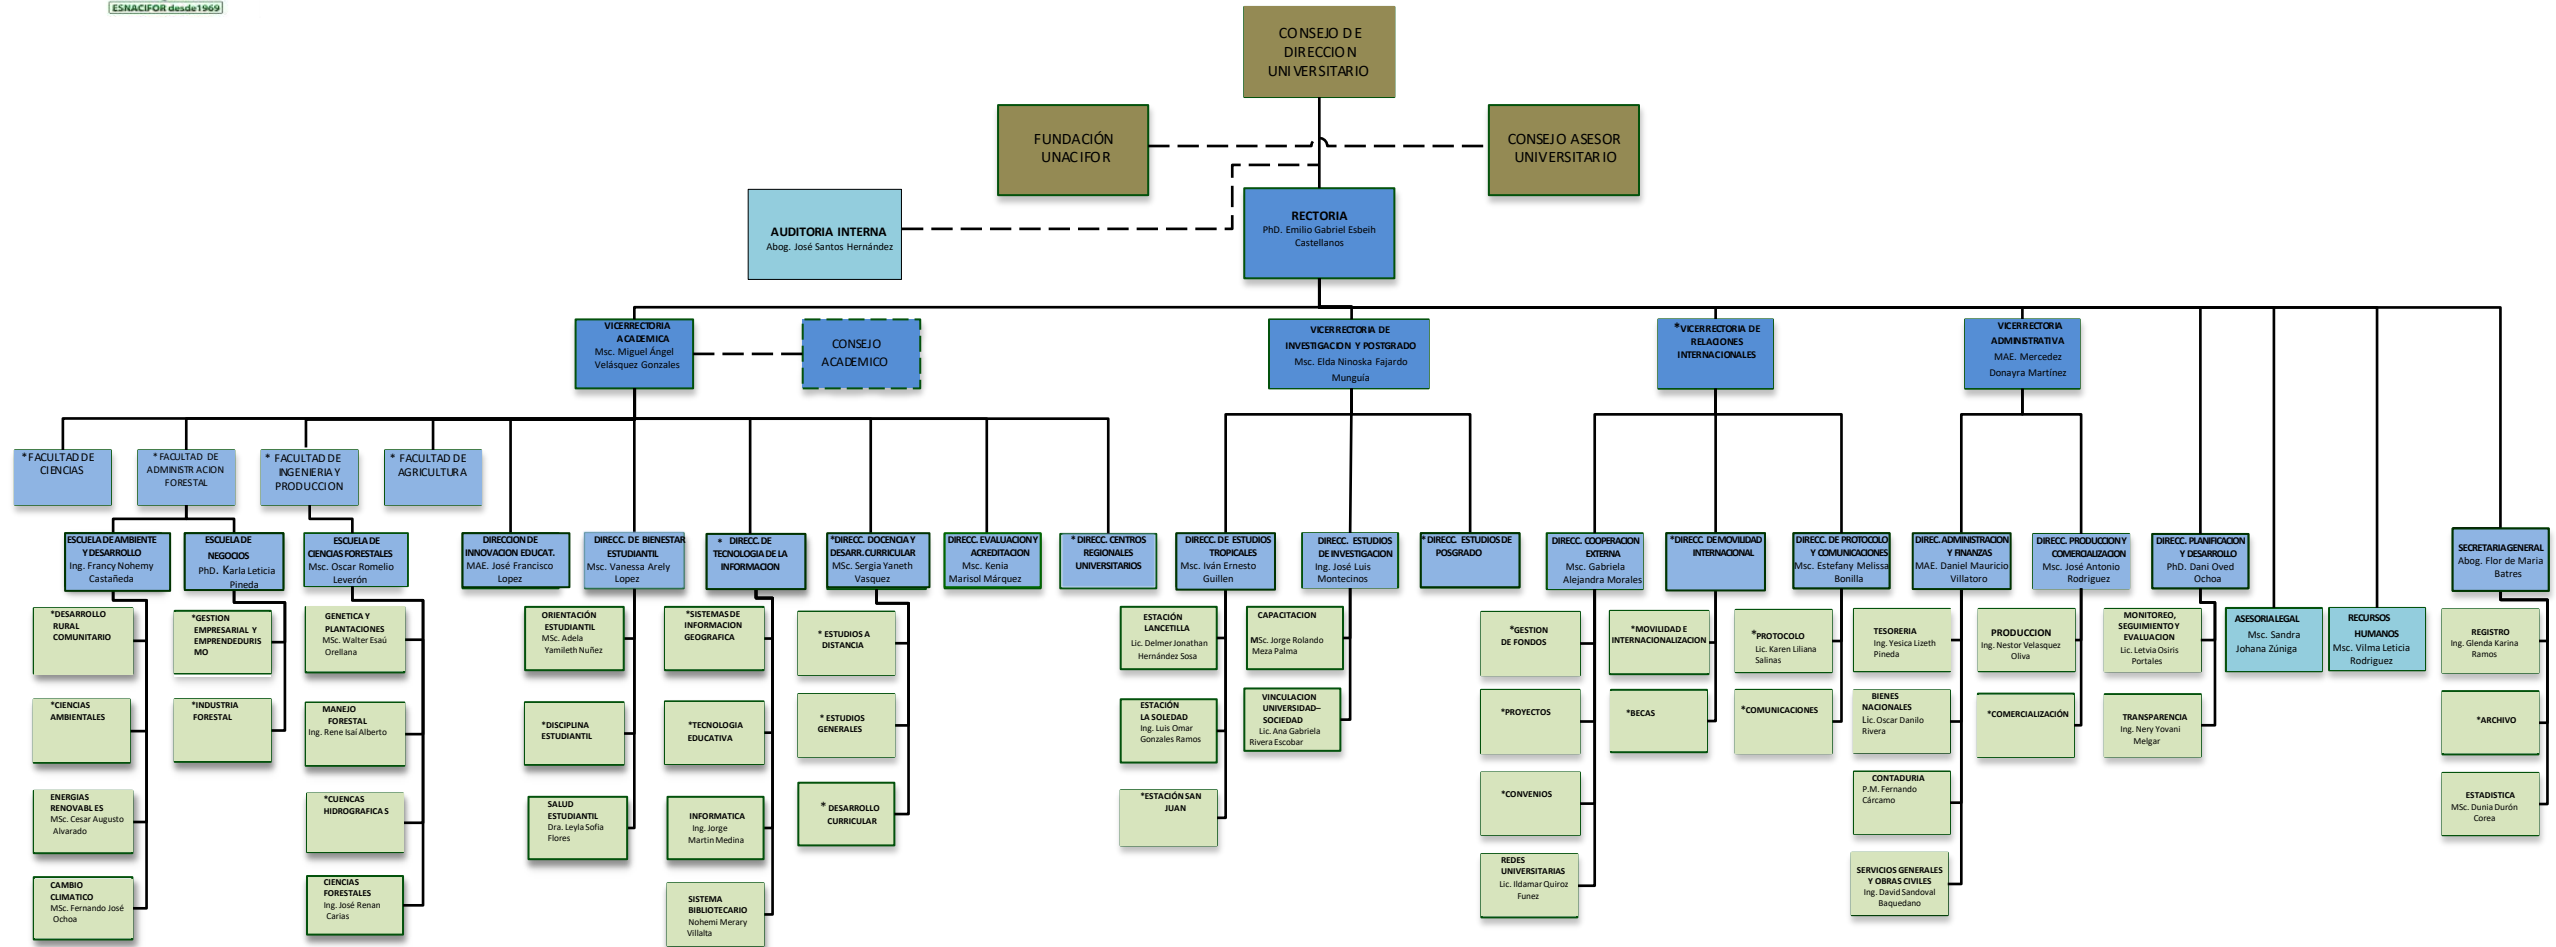 ESNACIFOR desde1969
CONSEJO DE
DIRECCION
UNIVERSITARIO
FUNDACIÓN
UNACIFOR
CONSEJO ASESOR
UNIVERSITARIO
AUDITORIA INTERNA
Abog. José Santos Hernández
RECTORIA
PhD. Emilio Gabriel Esbeih
Castellanos
VICERRECTORIA
ACADEMICA
Msc. Miguel Ángel
Velásquez Gonzales
CONSEJO
ACADEMICO
VICERRECTORIA DE
INVESTIGACION Y POSTGRADO
Msc. Elda Ninoska Fajardo
Munguía
*VICERRECTORIA DE
RELACIONES
INTERNACIONALES
VICERRECTORIA
ADMINISTRATIVA
MAE. Mercedez
Donayra Martínez
*FACULTAD DE
CIENCIAS
*FACULTAD DE
ADMINISTRACION
FORESTAL
* FACULTAD DE
INGENIERIA Y
PRODUCCION
* FACULTAD DE
AGRICULTURA
ESCUELA DE AMBIENTE
Y DESARROLLO
Ing. Francy Nohemy
Castañeda
ESCUELA DE
NEGOCIOS
PhD. Karla Leticia
Pineda
ESCUELA DE
CIENCIAS FORESTALES
Msc. Oscar Romelio
Leverón
DIRECCION DE
INNOVACION EDUCAT.
MAE. José Francisco
Lopez
DIRECC. DE BIENESTAR
ESTUDIANTIL
Msc. Vanessa Arely
Lopez
* DIRECC. DE
TECNOLOGIA DE LA
INFORMACION
*DIRECC. DOCENCIA Y
DESARR. CURRICULAR
MSc. Sergia Yaneth
Vasquez
DIRECC. EVALUACION Y
ACREDITACION
Msc. Kenia
Marisol Márquez
* DIRECC. CENTROS
REGIONALES
UNIVERSITARIOS
DIRECC. DE ESTUDIOS
TROPICALES
Msc. Iván Ernesto
Guillen
DIRECC. ESTUDIOS
DE INVESTIGACION
Ing. José Luis
Montecinos
* DIRECC. ESTUDIOS DE
POSGRADO
DIRECC. COOPERACION
EXTERNA
Msc. Gabriela
Alejandra Morales
*DIRECC. DE MOVILIDAD
INTERNACIONAL
DIRECC. DE PROTOCOLO
Y COMUNICACIONES
Msc. Estefany Melissa
Bonilla
DIRECC. ADMINISTRACION
Y FINANZAS
MAE. Daniel Mauricio
Villatoro
DIRECC. PRODUCCION Y
COMERCIALIZACION
Msc. José Antonio
Rodriguez
DIRECC. PLANIFICACION
Y DESARROLLO
PhD. Dani Oved
Ochoa
SECRETARIA GENERAL
Abog. Flor de Maria
Batres
*DESARROLLO
RURAL
COMUNITARIO
*GESTION
EMPRESARIAL Y
EMPRENDEDURIS
MO
GENETICA Y
PLANTACIONES
MSc. Walter Esaú
Orellana
ORIENTACIÓN
ESTUDIANTIL
MSc. Adela
Yamileth Nuñez
*SISTEMAS DE
INFORMACION
GEOGRAFICA
* ESTUDIOS A
DISTANCIA
ESTACIÓN
LANCETILLA
Lic. Delmer Jonathan
Hernández Sosa
CAPACITACION
MSc. Jorge Rolando
Meza Palma
*GESTION
DE FONDOS
*MOVILIDAD E
INTERNACIONALIZACION
*PROTOCOLO
Lic. Karen Liliana
Salinas
TESORERIA
Ing. Yesica Lizeth
Pineda
PRODUCCION
Ing. Nestor Velasquez
Oliva
MONITOREO,
SEGUIMIENTO Y
EVALUACION
Lic. Letvia Osiris
Portales
ASESORIA LEGAL
Msc. Sandra
Johana Zúniga
RECURSOS
HUMANOS
Msc. Vilma Leticia
Rodriguez
REGISTRO
Ing. Glenda Karina
Ramos
*CIENCIAS
AMBIENTALES
*INDUSTRIA
FORESTAL
MANEJO
FORESTAL
Ing. Rene Isaí Alberto
*DISCIPLINA
ESTUDIANTIL
*TECNOLOGIA
EDUCATIVA
* ESTUDIOS
GENERALES
ESTACIÓN
LA SOLEDAD
Ing. Luis Omar
Gonzales Ramos
VINCULACION
UNIVERSIDAD–
SOCIEDAD
Lic. Ana Gabriela
Rivera Escobar
*PROYECTOS
*BECAS
*COMUNICACIONES
BIENES
NACIONALES
Lic. Oscar Danilo
Rivera
*COMERCIALIZACIÓN
TRANSPARENCIA
Ing. Nery Yovani
Melgar
*ARCHIVO
ENERGIAS
RENOVABLES
MSc. Cesar Augusto
Alvarado
*CUENCAS
HIDROGRAFICAS
SALUD
ESTUDIANTIL
Dra. Leyla Sofia
Flores
INFORMATICA
Ing. Jorge
Martin Medina
* DESARROLLO
CURRICULAR
*ESTACIÓN SAN
JUAN
*CONVENIOS
CONTADURIA
P.M. Fernando
Cárcamo
ESTADISTICA
MSc. Dunia Durón
Corea
CAMBIO
CLIMATICO
MSc. Fernando José
Ochoa
CIENCIAS
FORESTALES
Ing. José Renan
Carias
SISTEMA
BIBLIOTECARIO
Nohemi Merary
Villalta
REDES
UNIVERSITARIAS
Lic. Ildamar Quiroz
Funez
SERVICIOS GENERALES
Y OBRAS CIVILES
Ing. David Sandoval
Baquedano